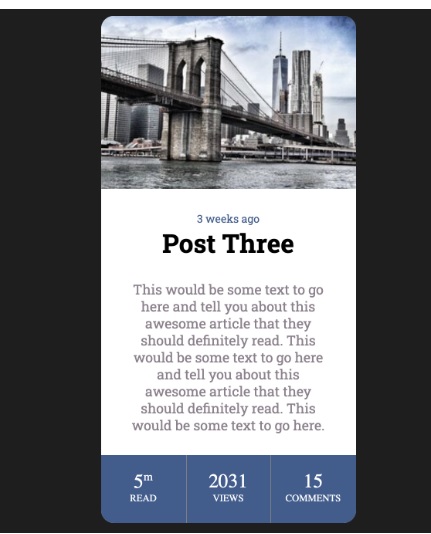 3 weeks ago
Post Three
This would be some text to go
here and tell you about this
awesome article that they
should definitely read. This
would be some text to go here
and tell you about this
awesome article that they
should definitely read. This
would be some text to go here.
5m 2031 15
READ VIEWS COMMENTS